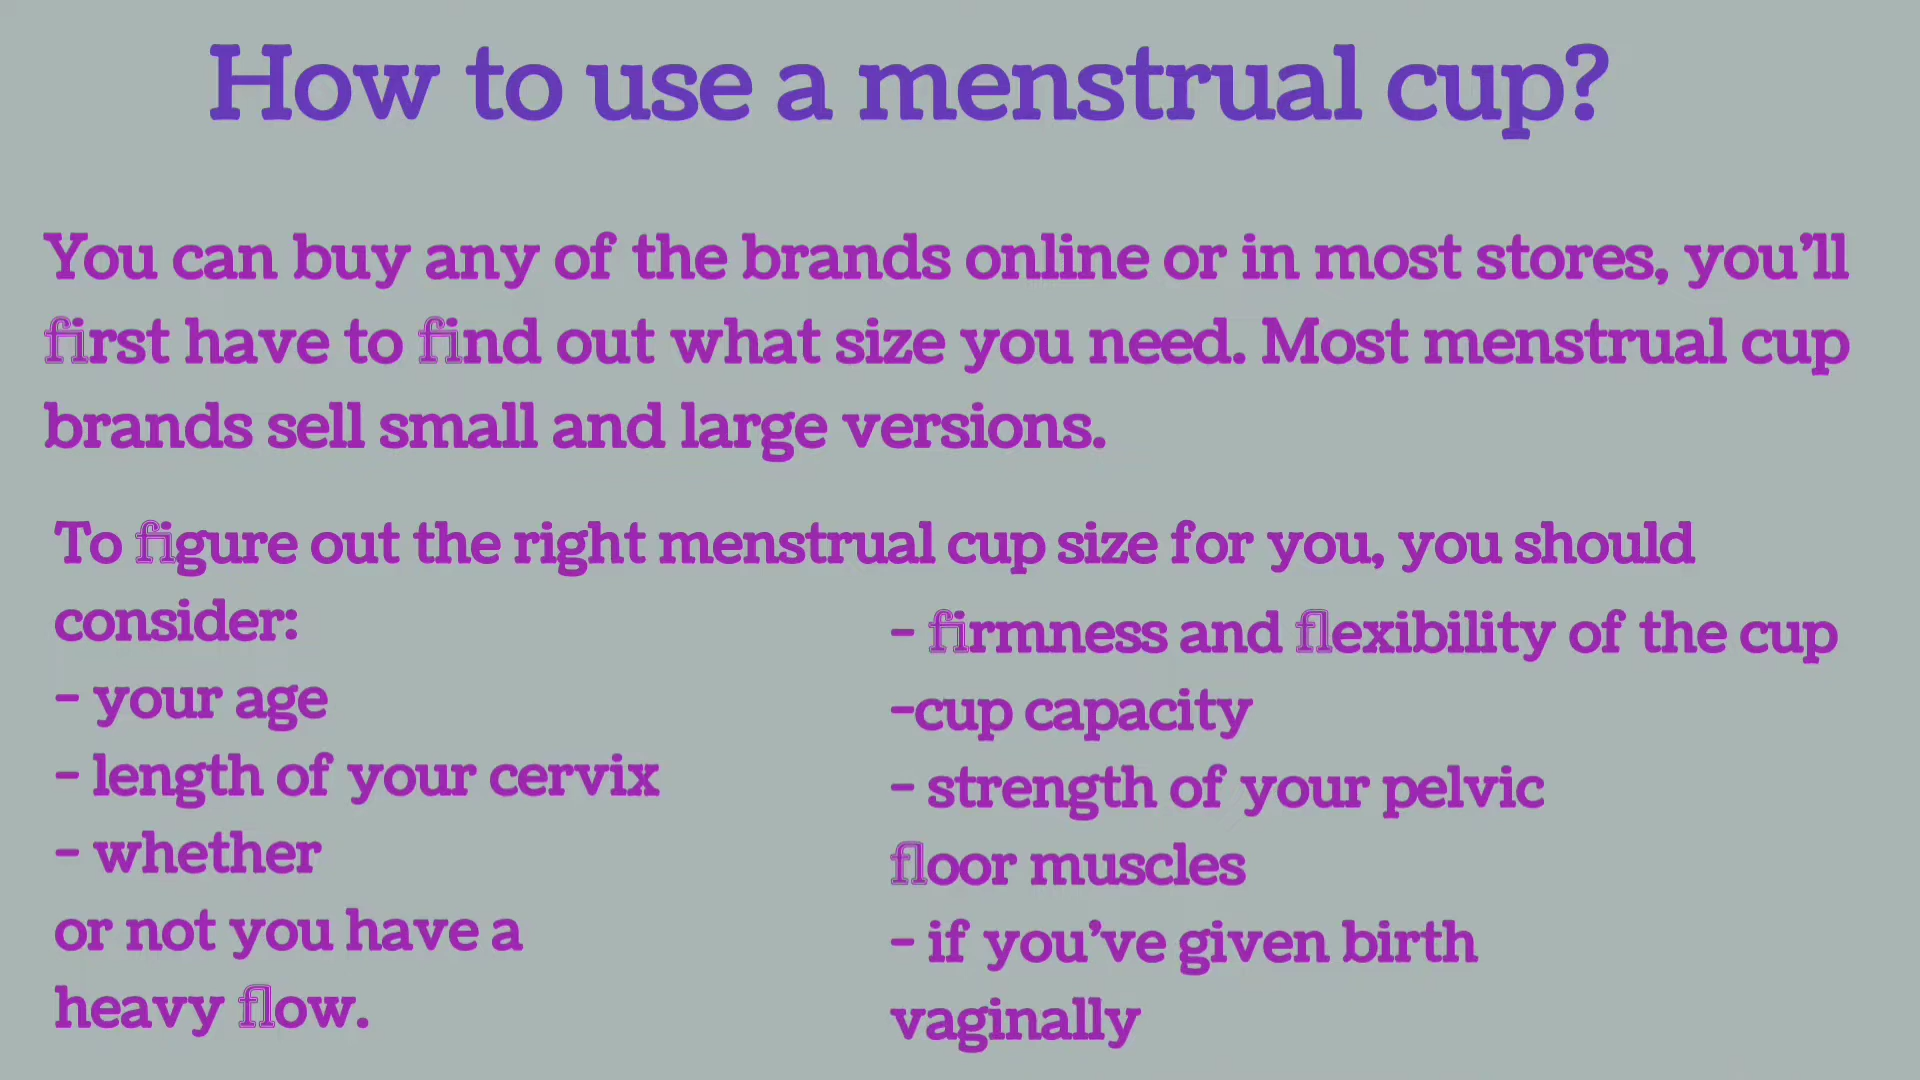 How to use a menstrual cup?
You can buy any of the brands online or in most stores, you’ll
first have to find out what size you need. Most menstrual cup
brands sell small and large versions.
To figure out the right menstrual cup size for you, you should
consider:
- your age
- length of your cervix
- whether
or not you have a
heavy flow.
- firmness and flexibility of the cup
-cup capacity
- strength of your pelvic
floor muscles
- if you’ve given birth
vaginally